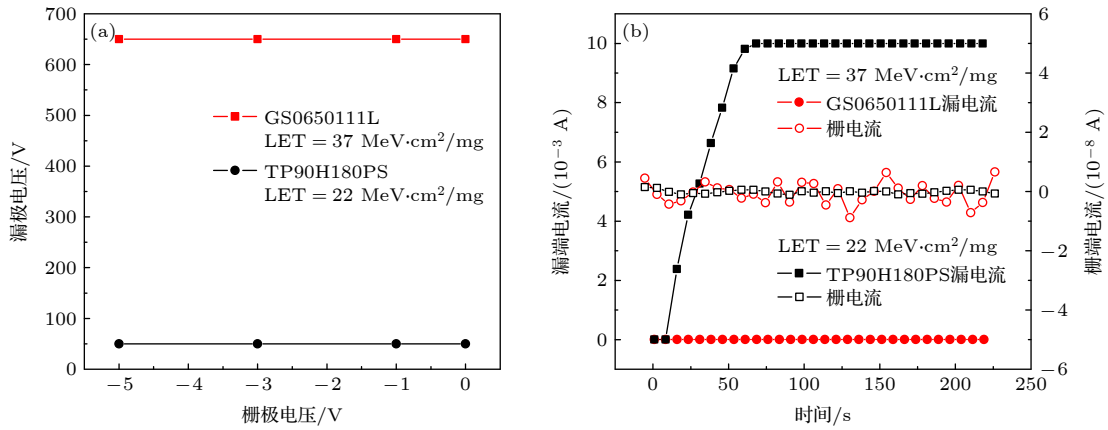 (a)
700
600
500
400
300
200
100
0
漏极电压/V
GS0650111L
LET = 37 MeV·cm²/mg
TP90H180PS
LET = 22 MeV·cm²/mg
−5
−4
−3
−2
−1
0
栅极电压/V
(b)
10
8
6
4
2
0
漏端电流/(10⁻³ A)
LET = 37 MeV·cm²/mg
GS0650111L漏电流
栅电流
LET = 22 MeV·cm²/mg
TP90H180PS漏电流
栅电流
6
4
2
0
−2
−4
−6
栅端电流/(10⁻⁸ A)
0
50
100
150
200
250
时间/s